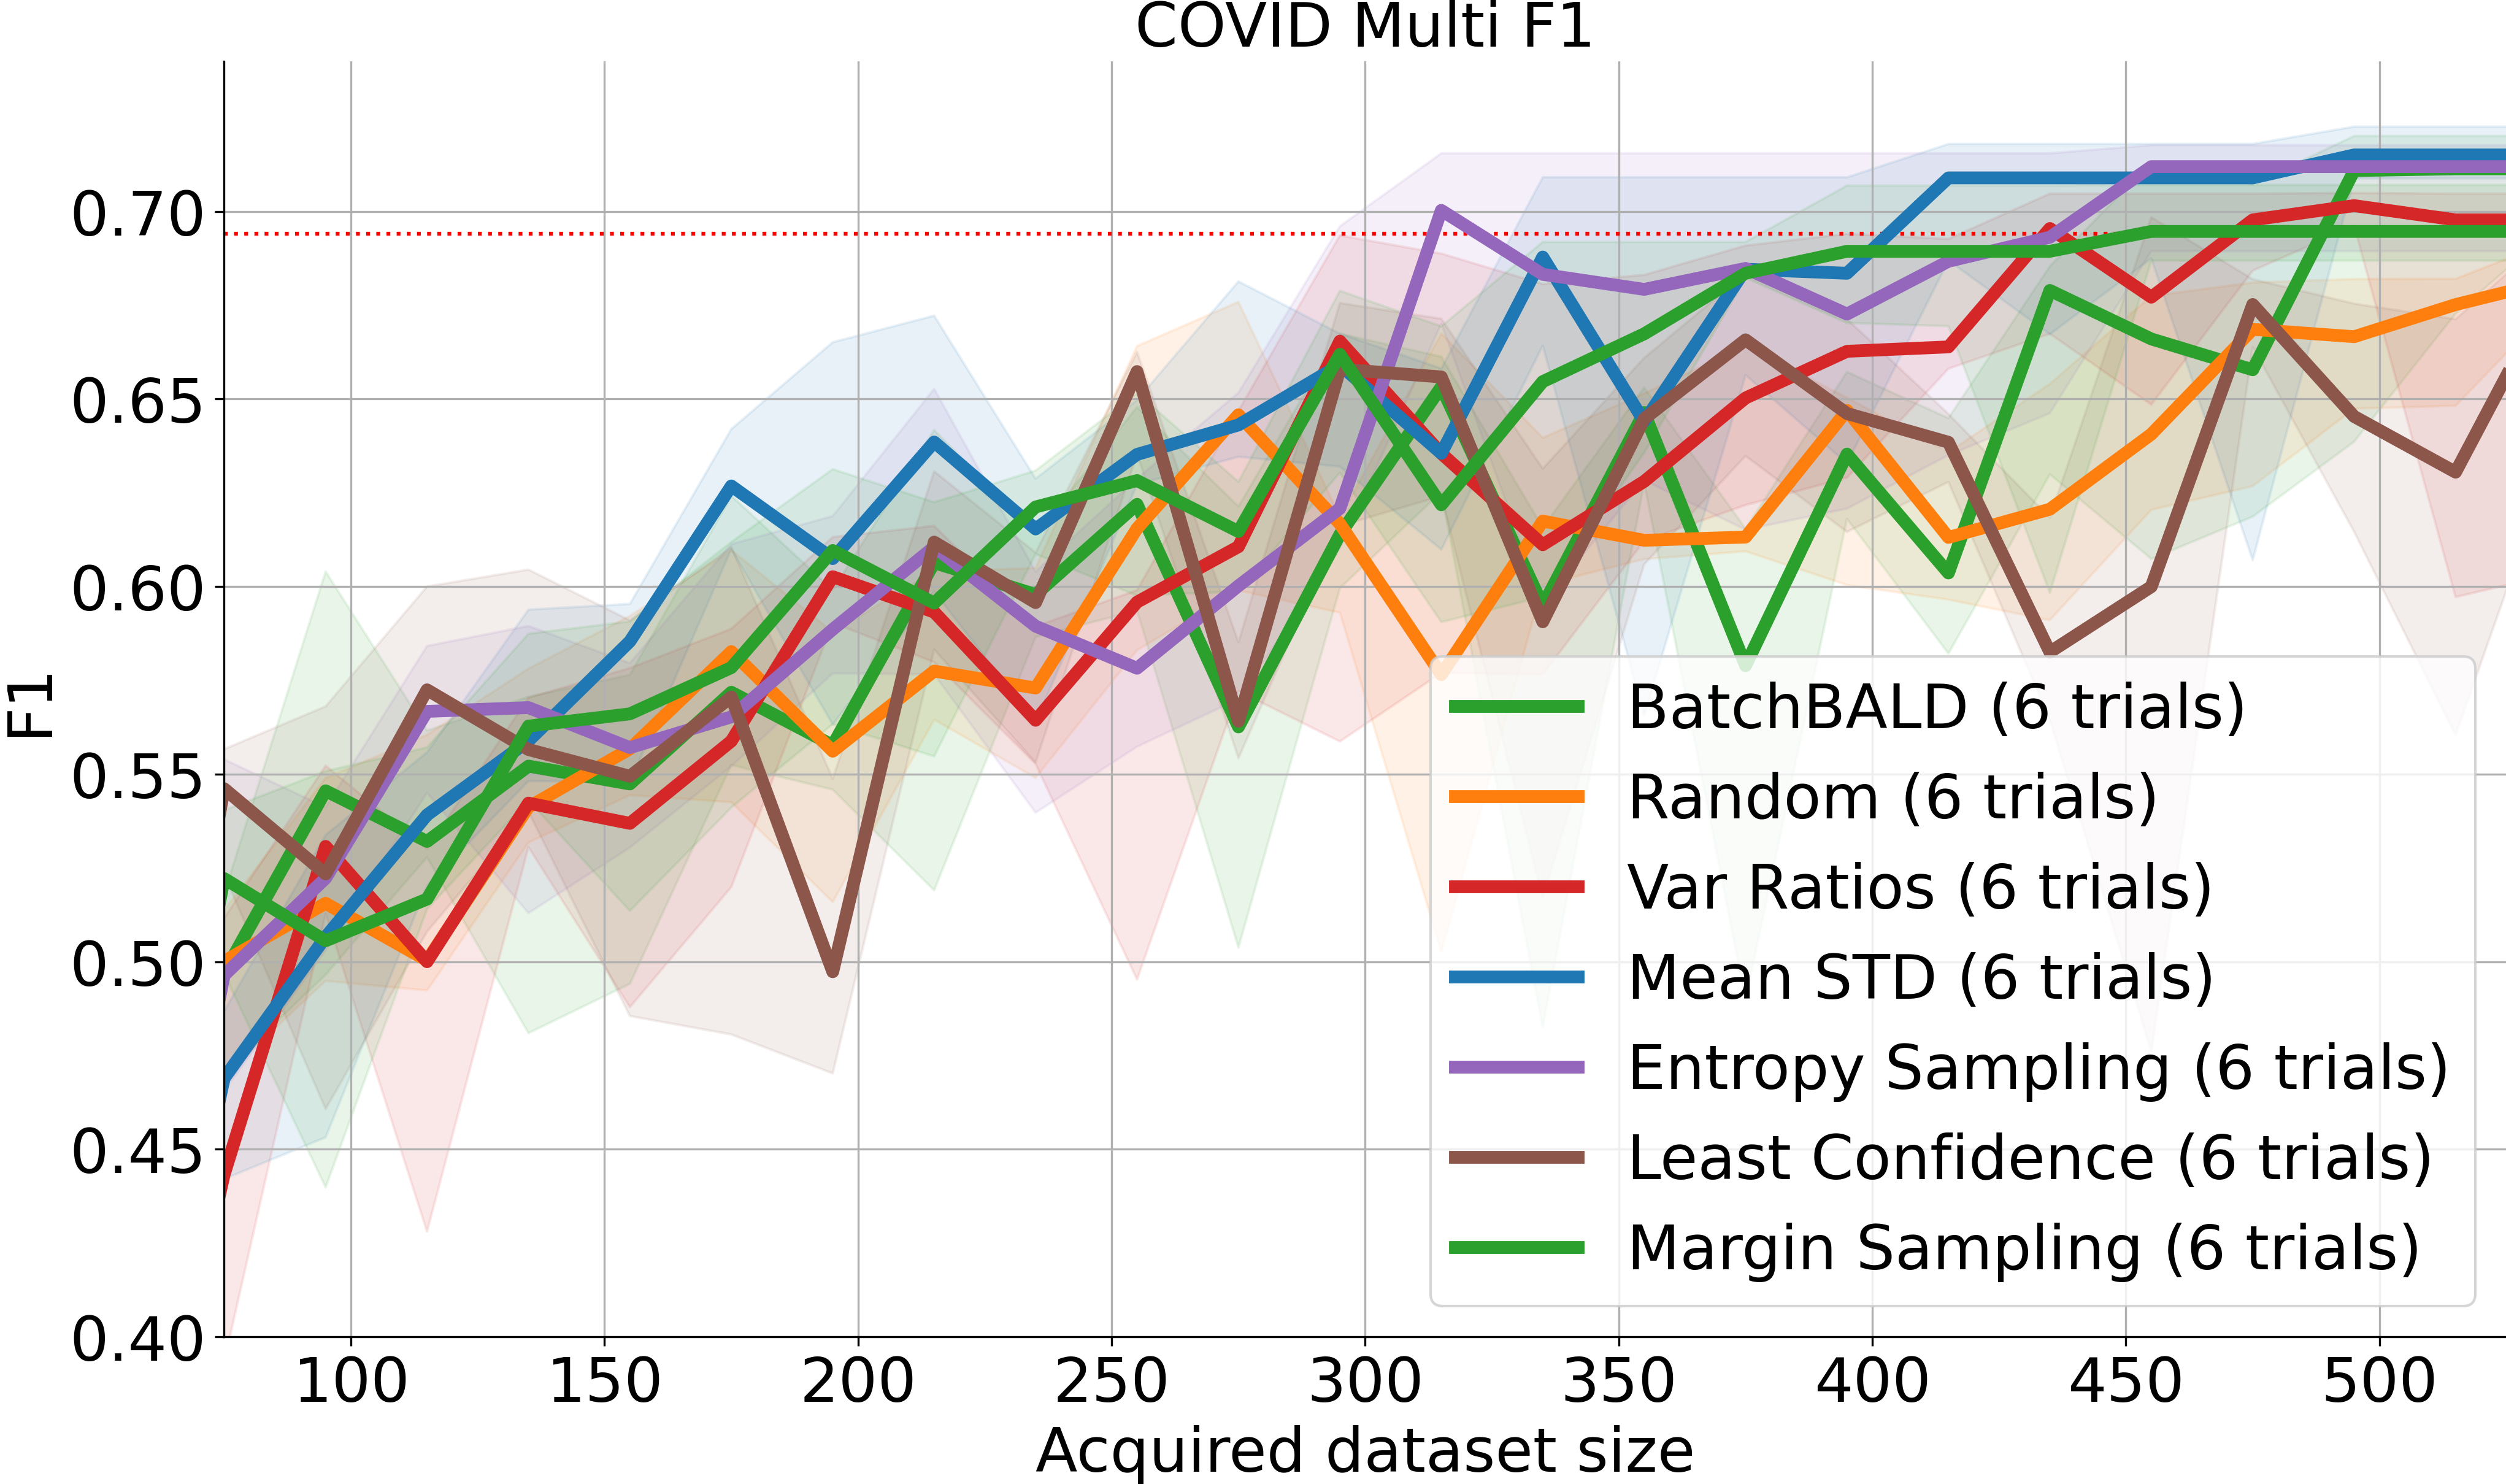 COVID Multi F1
F1
0.70
0.65
0.60
0.55
0.50
0.45
0.40
BatchBALD (6 trials)
Random (6 trials)
Var Ratios (6 trials)
Mean STD (6 trials)
Entropy Sampling (6 trials)
Least Confidence (6 trials)
Margin Sampling (6 trials)
100 150 200 250 300 350 400 450 500
Acquired dataset size